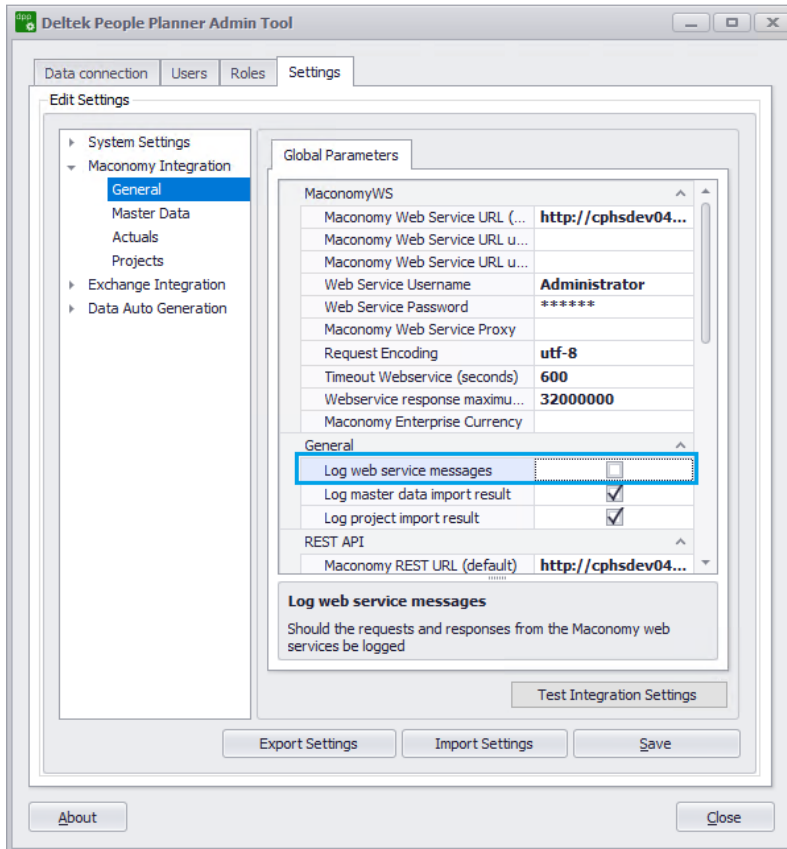 dpp Deltek People Planner Admin Tool
Data connection Users Roles Settings
Edit Settings
System Settings
Maconomy Integration
General
Master Data
Actuals
Projects
Exchange Integration
Data Auto Generation
Global Parameters
MaconomyWS
Maconomy Web Service URL (... http://cphsdev04...
Maconomy Web Service URL u...
Maconomy Web Service URL u...
Web Service Username Administrator
Web Service Password ******
Maconomy Web Service Proxy
Request Encoding utf-8
Timeout Webservice (seconds) 600
Webservice response maximu... 32000000
Maconomy Enterprise Currency
General
Log web service messages
Log master data import result
Log project import result
REST API
Maconomy REST URL (default) http://cphsdev04...
Log web service messages
Should the requests and responses from the Maconomy web
services be logged
Test Integration Settings
Export Settings Import Settings Save
About Close